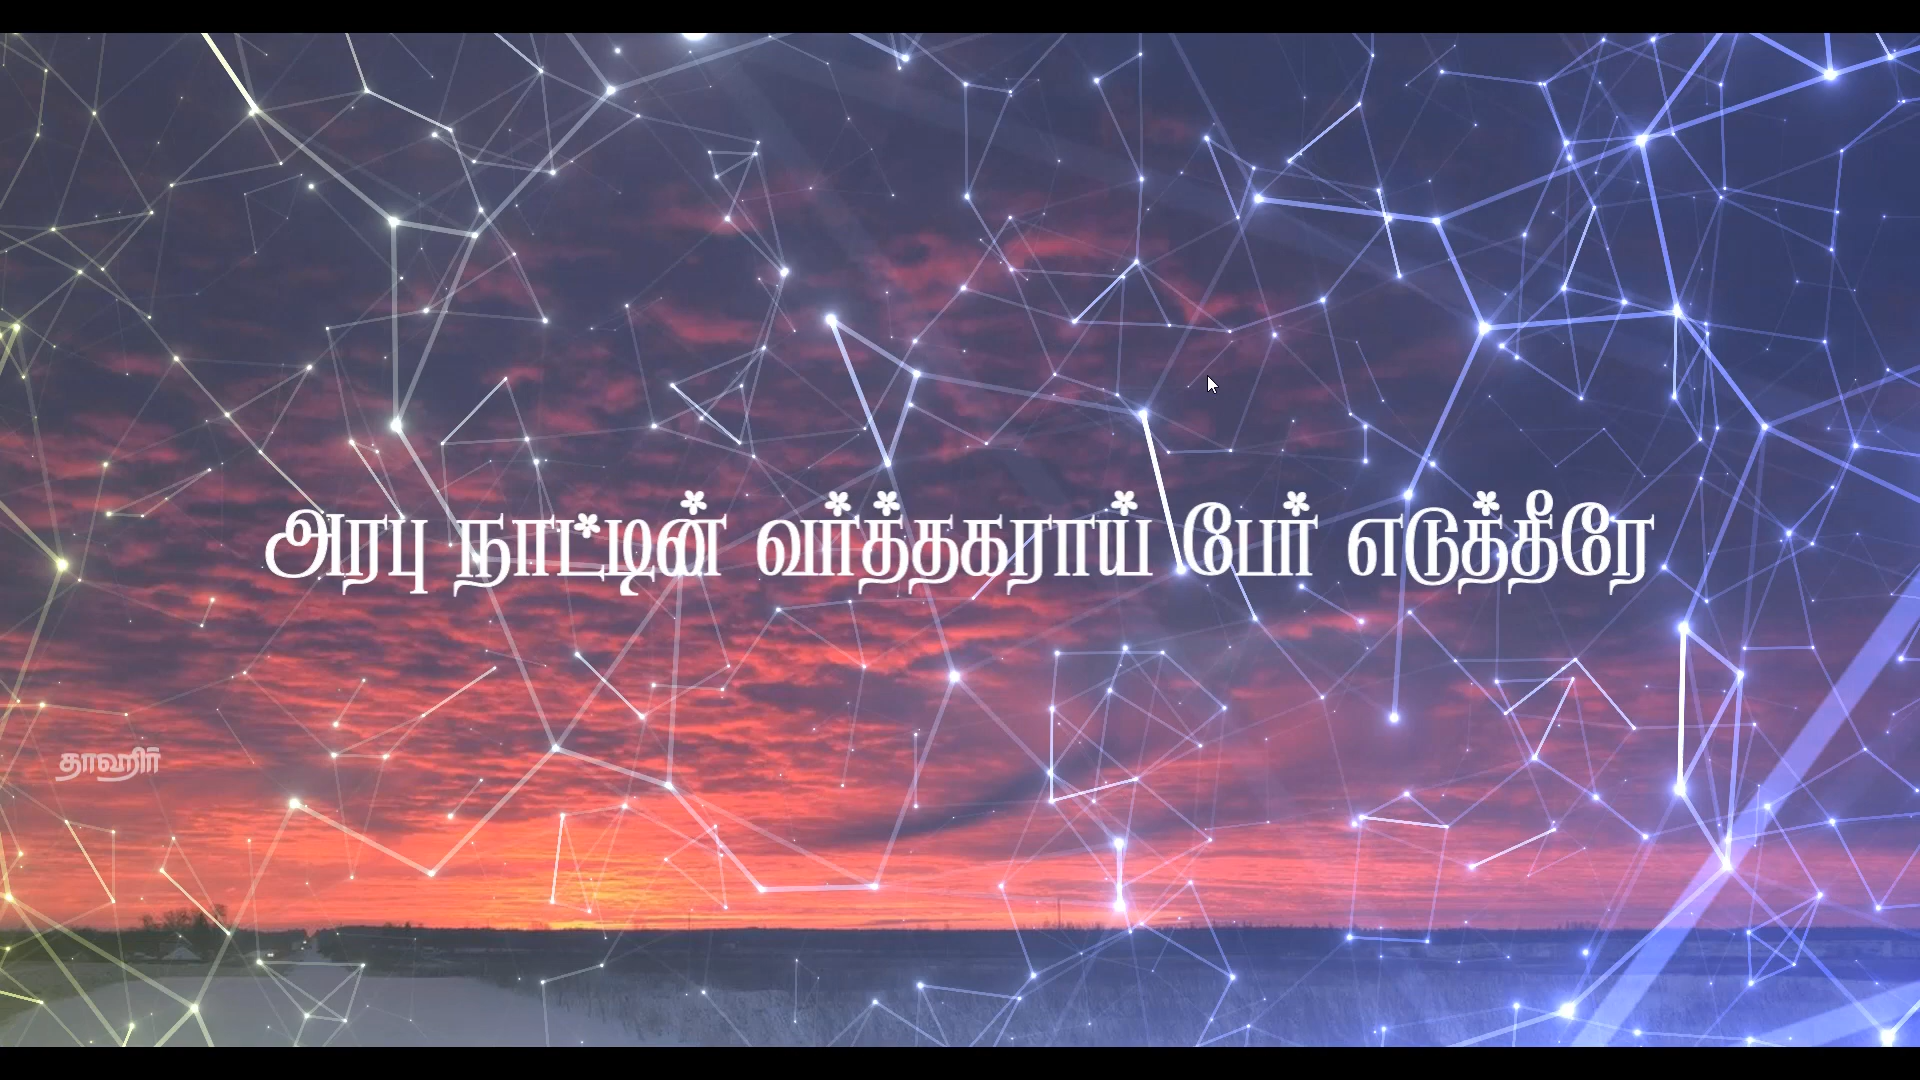 அரபு நாட்டின் வர்த்தகராய் பேர் எடுத்தீரே
தாஹிர்